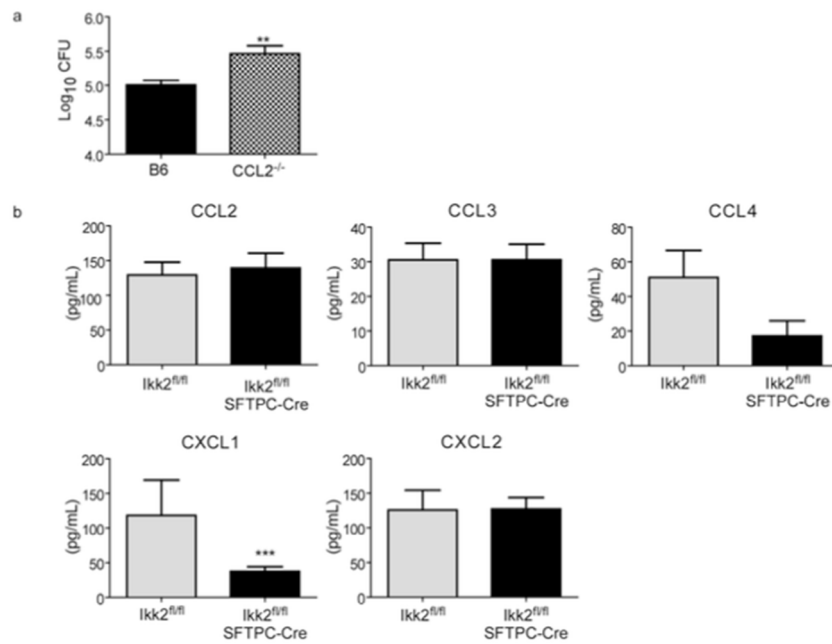 a
Log10 CFU
6.0
5.5
5.0
4.5
4.0
**
B6
CCL2-/-
b
CCL2
(pg/mL)
200
150
100
50
0
Ikk2fl/fl
Ikk2fl/fl
SFTPC-Cre
CCL3
(pg/mL)
40
30
20
10
0
Ikk2fl/fl
Ikk2fl/fl
SFTPC-Cre
CCL4
(pg/mL)
80
60
40
20
0
Ikk2fl/fl
Ikk2fl/fl
SFTPC-Cre
CXCL1
(pg/mL)
200
150
100
50
0
***
Ikk2fl/fl
Ikk2fl/fl
SFTPC-Cre
CXCL2
(pg/mL)
200
150
100
50
0
Ikk2fl/fl
Ikk2fl/fl
SFTPC-Cre